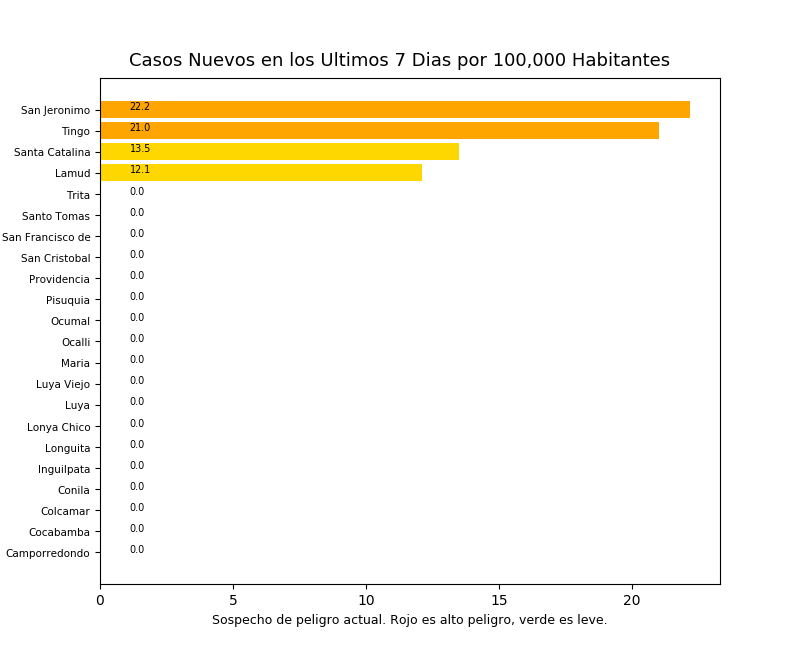 Casos Nuevos en los Ultimos 7 Dias por 100,000 Habitantes
San Jeronimo 22.2
Tingo 21.0
Santa Catalina 13.5
Lamud 12.1
Trita 0.0
Santo Tomas 0.0
San Francisco de 0.0
San Cristobal 0.0
Providencia 0.0
Pisuquia 0.0
Ocumal 0.0
Ocalli 0.0
Maria 0.0
Luya Viejo 0.0
Luya 0.0
Lonya Chico 0.0
Longuita 0.0
Inguilpata 0.0
Conila 0.0
Colcamar 0.0
Cocabamba 0.0
Camporredondo 0.0
0 5 10 15 20
Sospecho de peligro actual. Rojo es alto peligro, verde es leve.